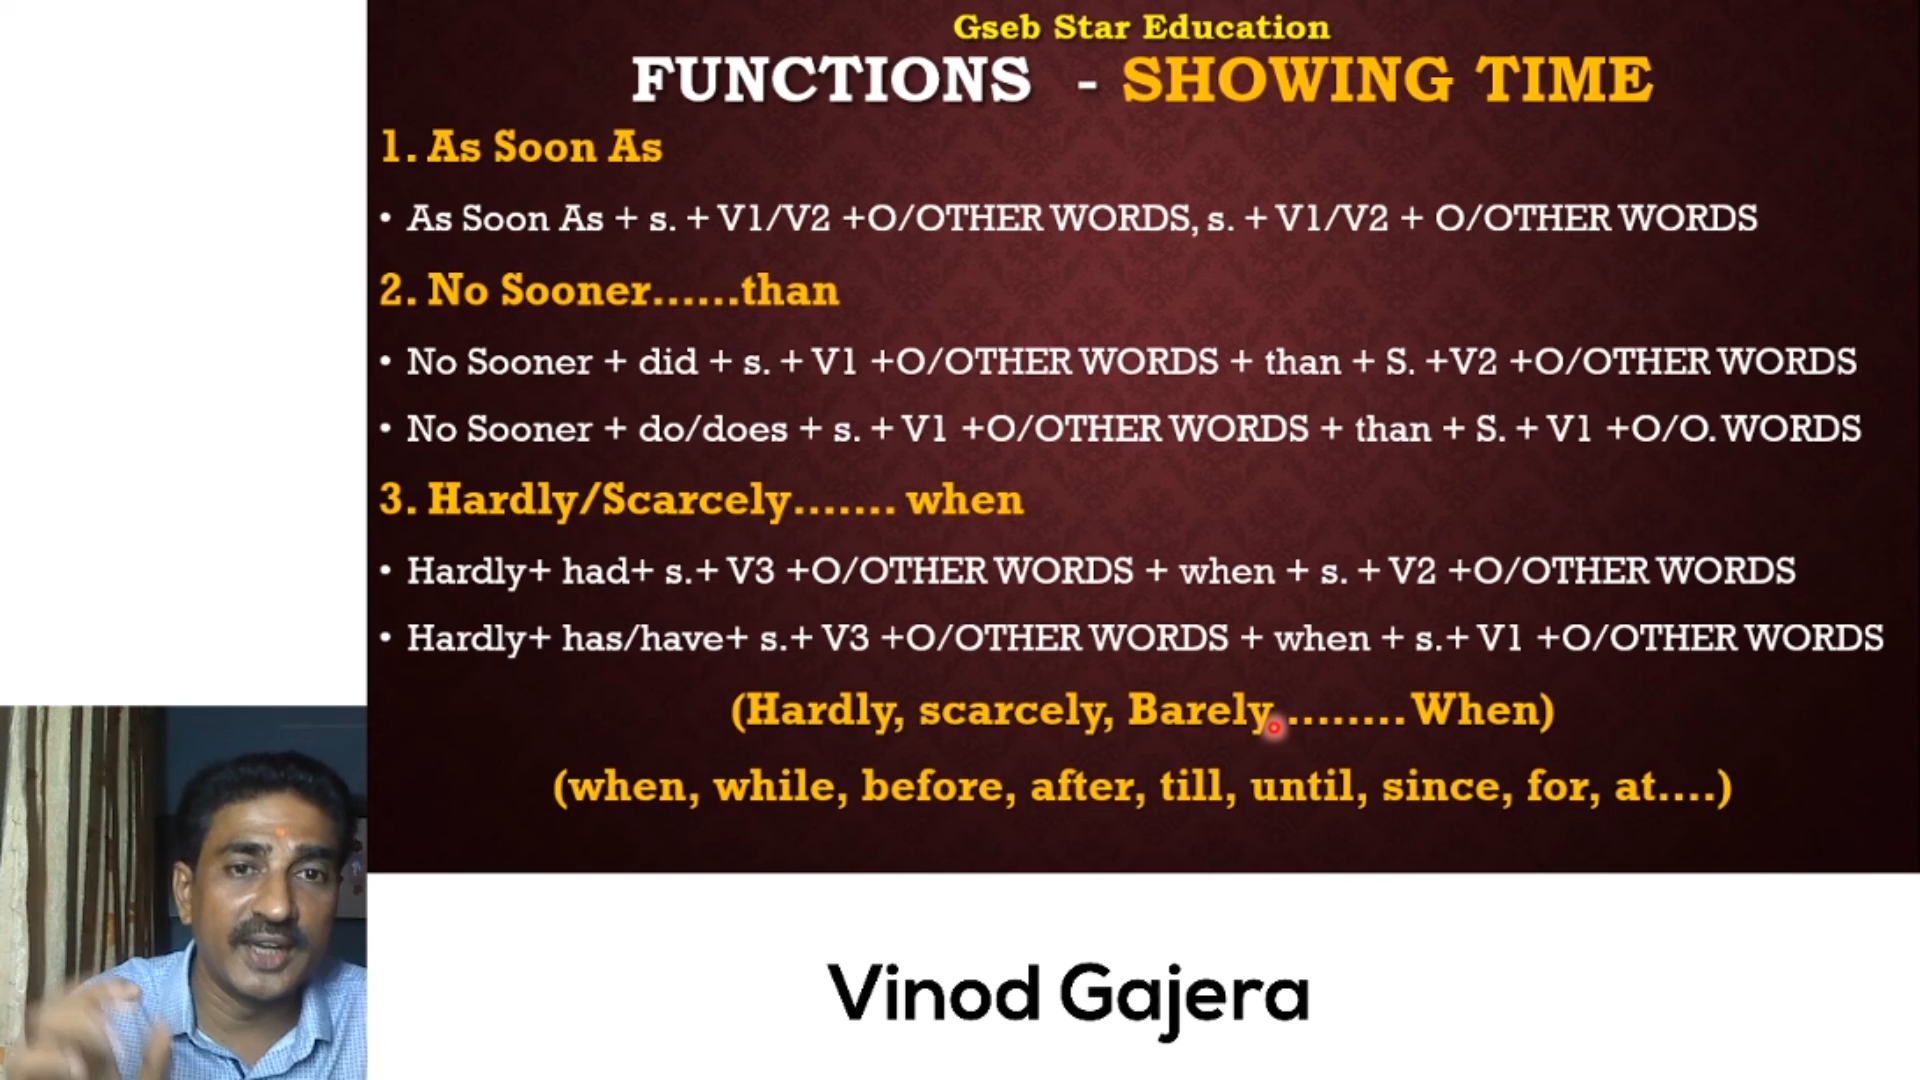 Gseb Star Education
FUNCTIONS - SHOWING TIME
1. As Soon As
• As Soon As + s. + V1/V2 +O/OTHER WORDS, s. + V1/V2 + O/OTHER WORDS
2. No Sooner......than
• No Sooner + did + s. + V1 +O/OTHER WORDS + than + S. +V2 +O/OTHER WORDS
• No Sooner + do/does + s. + V1 +O/OTHER WORDS + than + S. + V1 +O/O. WORDS
3. Hardly/Scarcely....... when
• Hardly+ had+ s.+ V3 +O/OTHER WORDS + when + s. + V2 +O/OTHER WORDS
• Hardly+ has/have+ s.+ V3 +O/OTHER WORDS + when + s.+ V1 +O/OTHER WORDS
(Hardly, scarcely, Barely.........When)
(when, while, before, after, till, until, since, for, at....)
Vinod Gajera